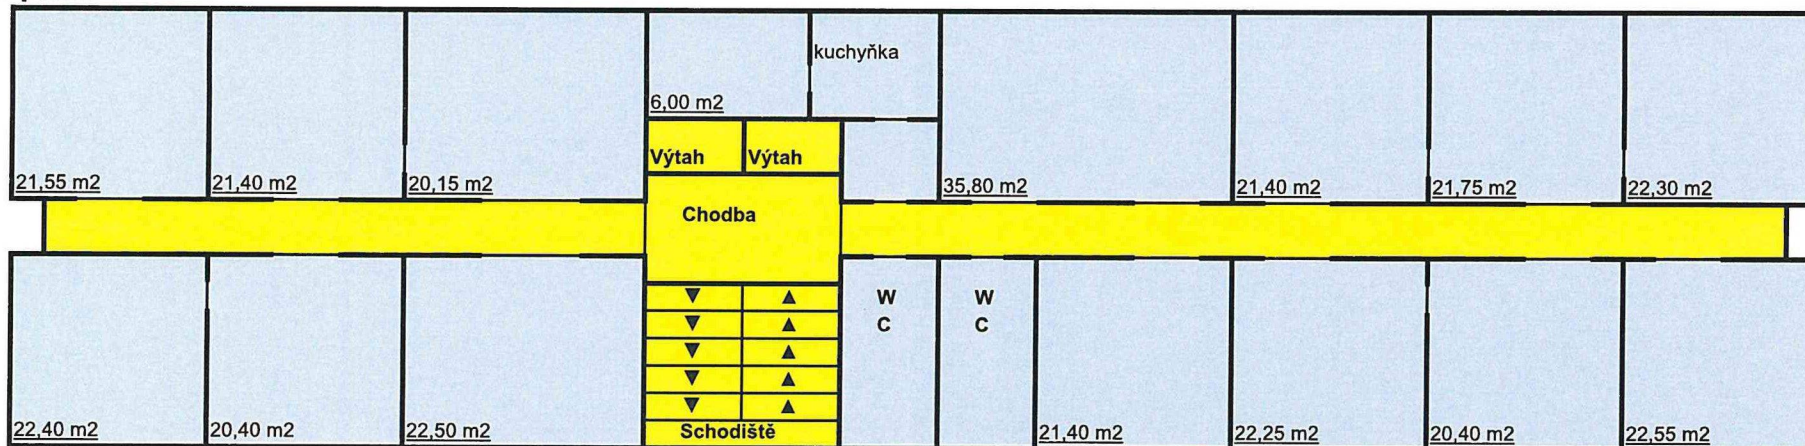 kuchyňka
6,00 m2
Výtah Výtah
21,55 m2 21,40 m2 20,15 m2 35,80 m2 21,40 m2 21,75 m2 22,30 m2
Chodba
▼ ▲ W W
▼ ▲ C C
▼ ▲
▼ ▲
▼ ▲
22,40 m2 20,40 m2 22,50 m2 Schodiště 21,40 m2 22,25 m2 20,40 m2 22,55 m2